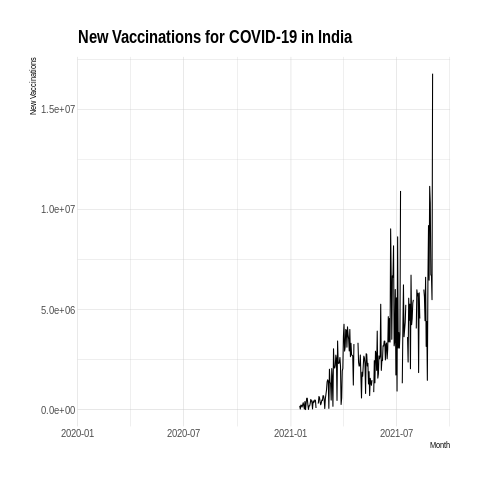 New Vaccinations for COVID-19 in India
New Vaccinations
1.5e+07
1.0e+07
5.0e+06
0.0e+00
2020-01 2020-07 2021-01 2021-07
Month